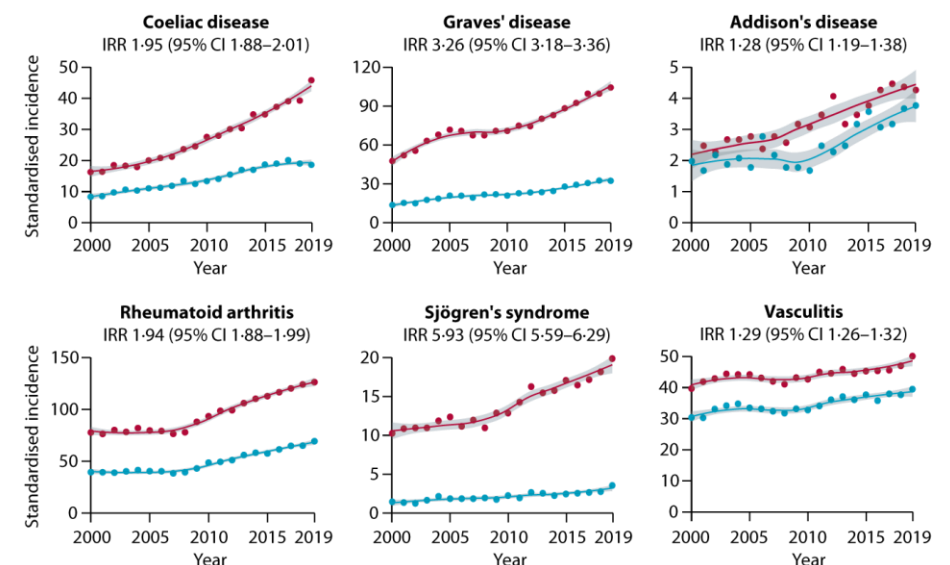 Coeliac disease
IRR 1·95 (95% CI 1·88–2·01)
Standardised incidence
50
40
30
20
10
0
2000 2005 2010 2015 2019
Year
Graves' disease
IRR 3·26 (95% CI 3·18–3·36)
120
90
60
30
0
2000 2005 2010 2015 2019
Year
Addison's disease
IRR 1·28 (95% CI 1·19–1·38)
5
4
3
2
1
0
2000 2005 2010 2015 2019
Year
Rheumatoid arthritis
IRR 1·94 (95% CI 1·88–1·99)
Standardised incidence
150
100
50
0
2000 2005 2010 2015 2019
Year
Sjögren's syndrome
IRR 5·93 (95% CI 5·59–6·29)
20
15
10
5
0
2000 2005 2010 2015 2019
Year
Vasculitis
IRR 1·29 (95% CI 1·26–1·32)
50
40
30
20
10
0
2000 2005 2010 2015 2019
Year